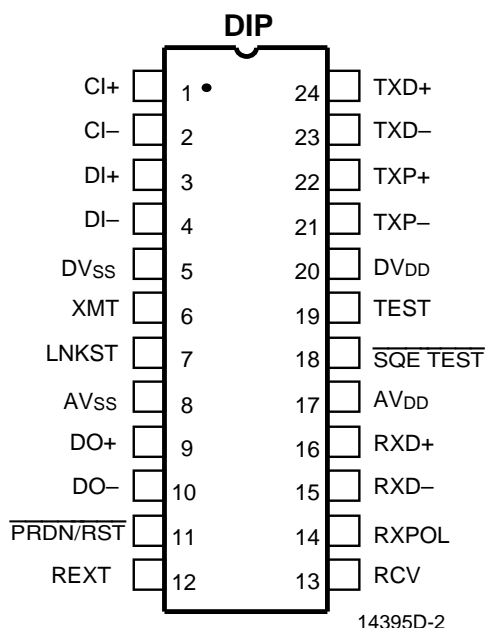 DIP
CI+ 1 24 TXD+
CI– 2 23 TXD–
DI+ 3 22 TXP+
DI– 4 21 TXP–
DVSS 5 20 DVDD
XMT 6 19 TEST
LNKST 7 18 SQE TEST
AVSS 8 17 AVDD
DO+ 9 16 RXD+
DO– 10 15 RXD–
PRDN/RST 11 14 RXPOL
REXT 12 13 RCV
14395D-2